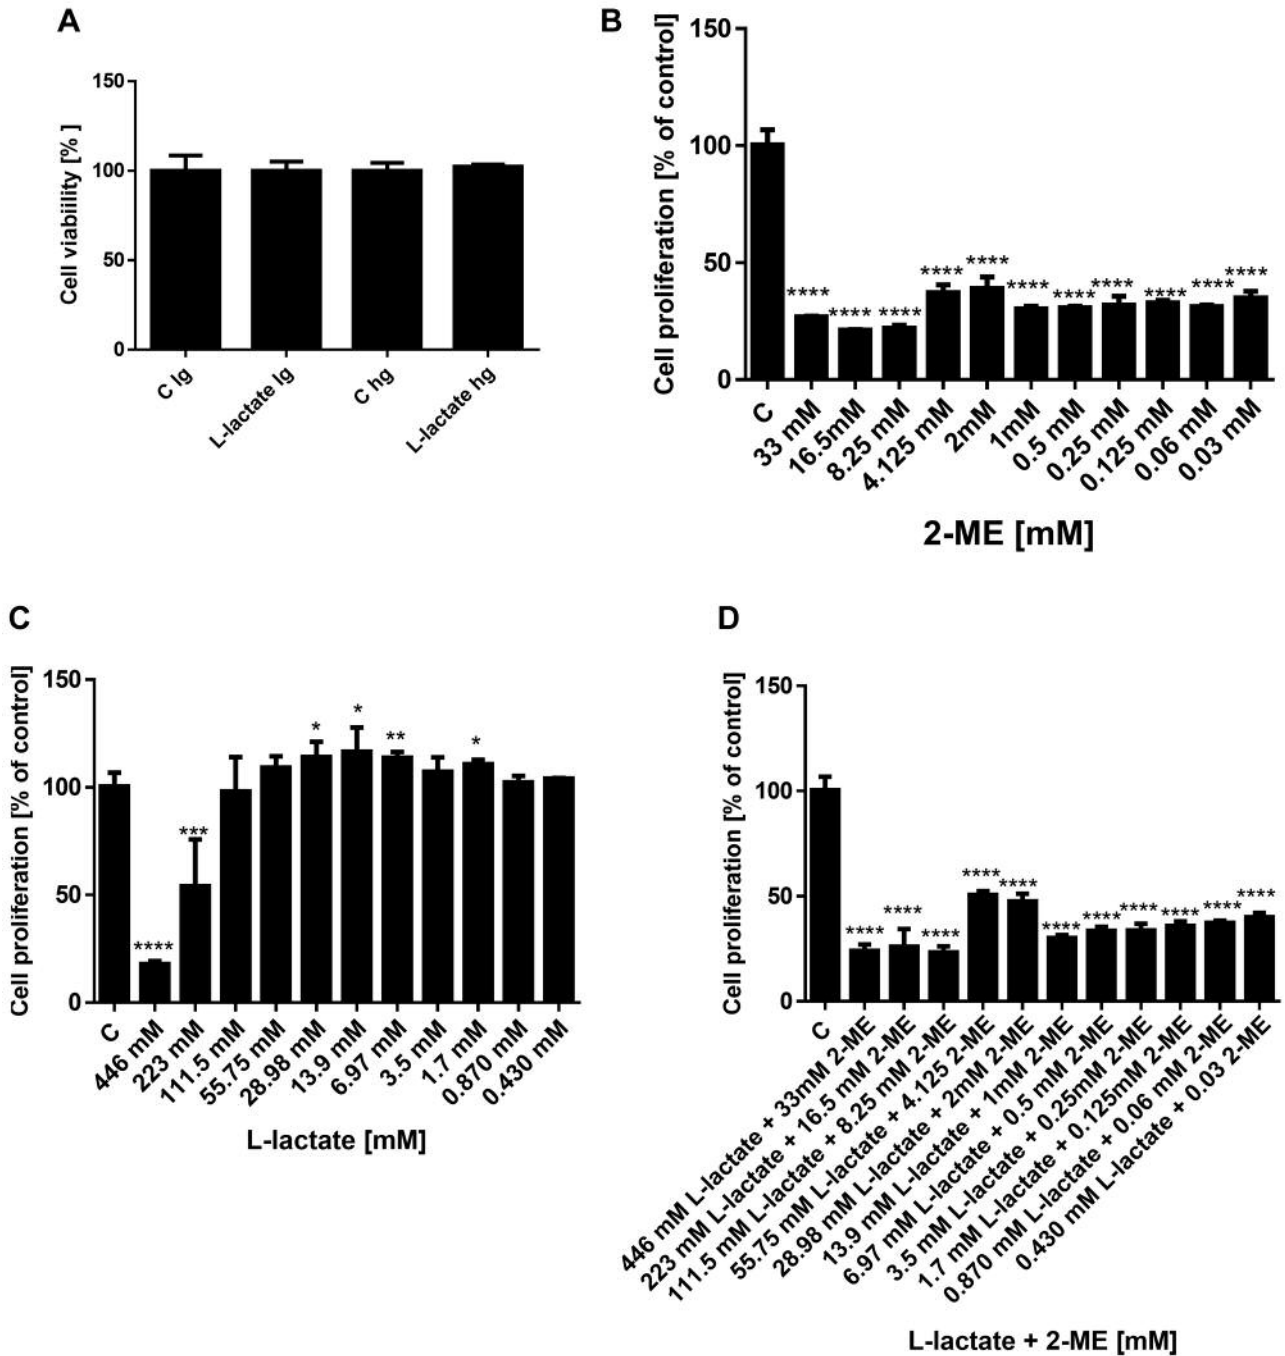 A
Cell viabiility [% ]
150
100
50
0
C lg
L-lactate lg
C hg
L-lactate hg
B
Cell proliferation [% of control]
150
100
50
0
****
****
****
****
****
****
****
****
****
****
****
C
33 mM
16.5mM
8.25 mM
4.125 mM
2mM
1mM
0.5 mM
0.25 mM
0.125 mM
0.06 mM
0.03 mM
2-ME [mM]
C
Cell proliferation [% of control]
150
100
50
0
****
***
*
*
**
*
C
446 mM
223 mM
111.5 mM
55.75 mM
28.98 mM
13.9 mM
6.97 mM
3.5 mM
1.7 mM
0.870 mM
0.430 mM
L-lactate [mM]
D
Cell proliferation [% of control]
150
100
50
0
****
****
****
****
****
****
****
****
****
****
****
C
446 mM L-lactate + 33mM 2-ME
223 mM L-lactate + 16.5 mM 2-ME
111.5 mM L-lactate + 8.25 mM 2-ME
55.75 mM L-lactate + 4.125 2-ME
28.98 mM L-lactate + 2mM 2-ME
13.9 mM L-lactate + 1mM 2-ME
6.97 mM L-lactate + 0.5 mM 2-ME
3.5 mM L-lactate + 0.25mM 2-ME
1.7 mM L-lactate + 0.125mM 2-ME
0.870 mM L-lactate + 0.06 mM 2-ME
0.430 mM L-lactate + 0.03 2-ME
L-lactate + 2-ME [mM]